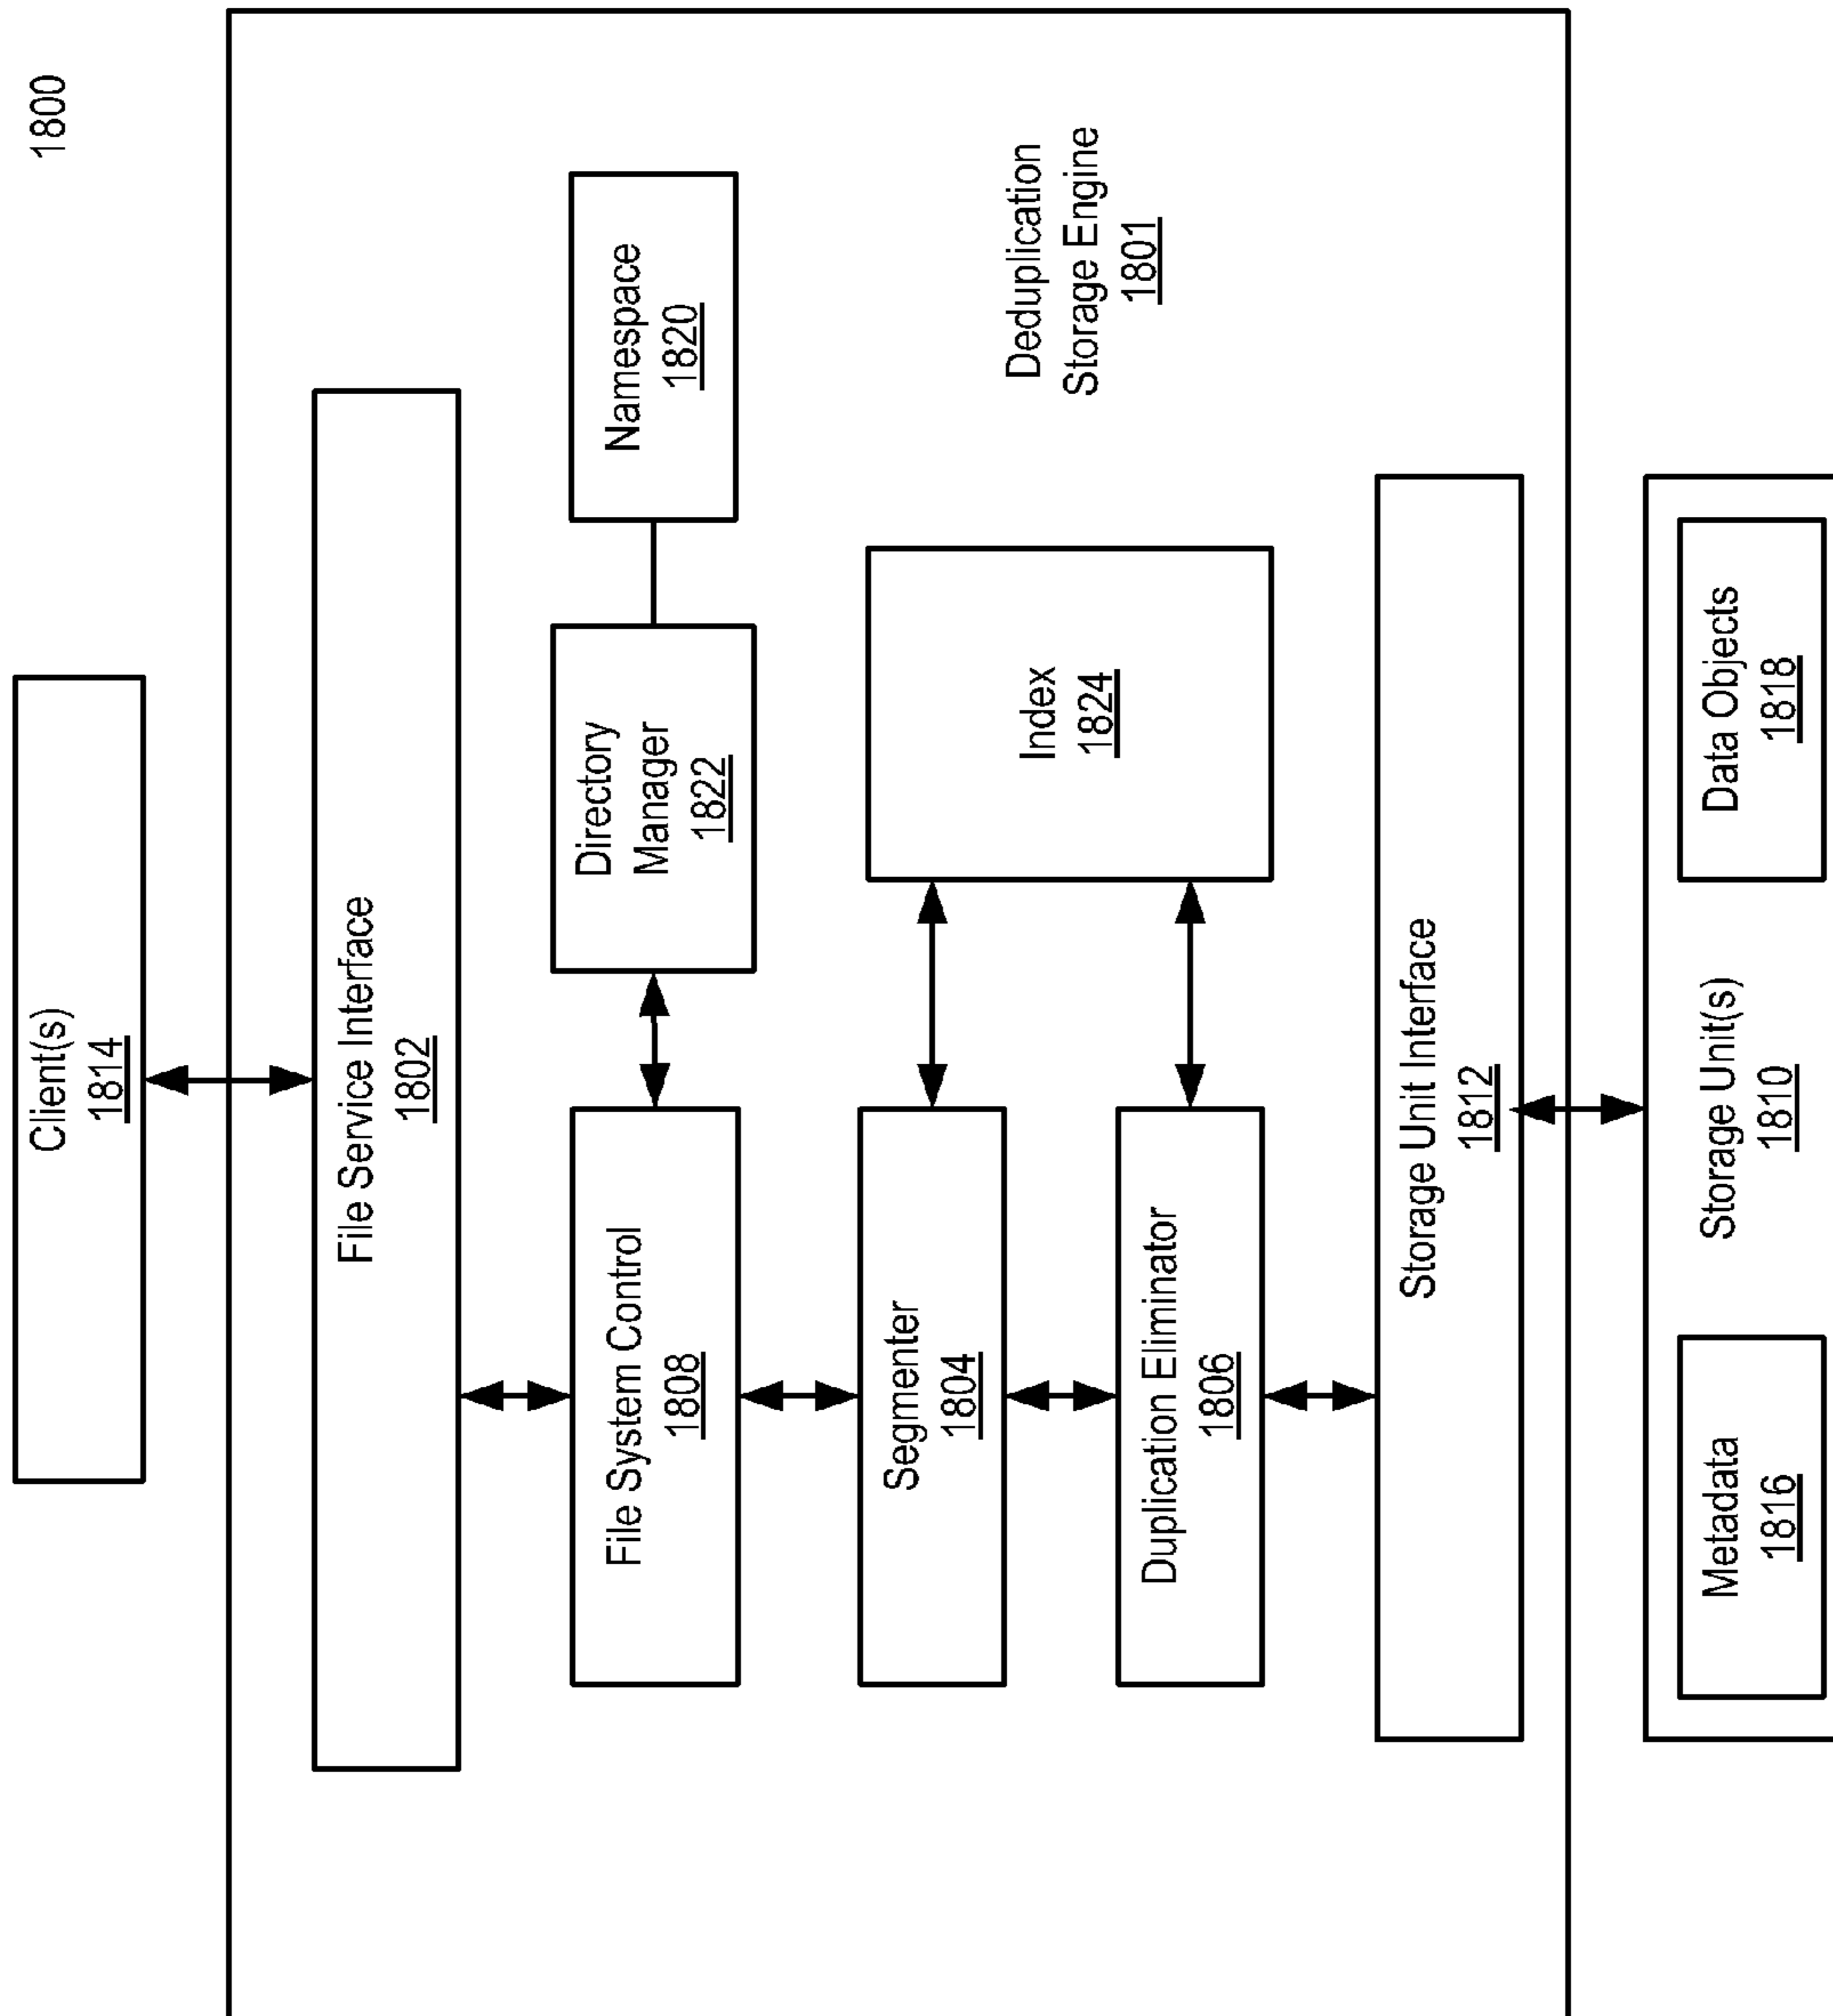 1800
Client(s)
1814
File Service Interface
1802
File System Control
1808
Directory
Manager
1822
Namespace
1820
Segmenter
1804
Index
1824
Duplication Eliminator
1806
Deduplication
Storage Engine
1801
Storage Unit Interface
1812
Metadata
1816
Storage Unit(s)
1810
Data Objects
1818